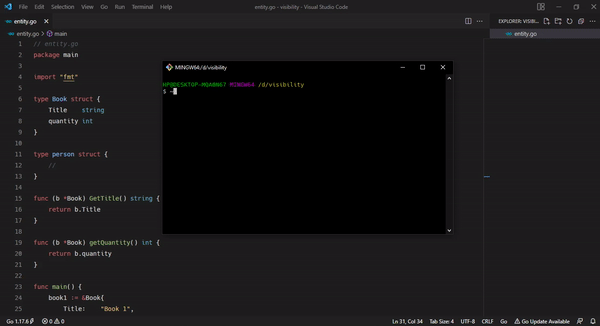 File Edit Selection View Go Run Terminal Help
entity.go - visibility - Visual Studio Code
entity.go
EXPLORER: VISIBI...
entity.go > main
entity.go
1 // entity.go
2 package main
3
4 import "fmt"
5
6 type Book struct {
7 Title string
8 quantity int
9 }
10
11 type person struct {
12 //
13 }
14
15 func (b *Book) GetTitle() string {
16 return b.Title
17 }
18
19 func (b *Book) getQuantity() int {
20 return b.quantity
21 }
22
23 func main() {
24 book1 := &Book{
25 Title: "Book 1",
MINGW64:/d/visibility
MINGW64 /d/visibility
$
Go 1.17.6 0 0
Ln 31, Col 34 Tab Size: 4 UTF-8 CRLF Go Go Update Available